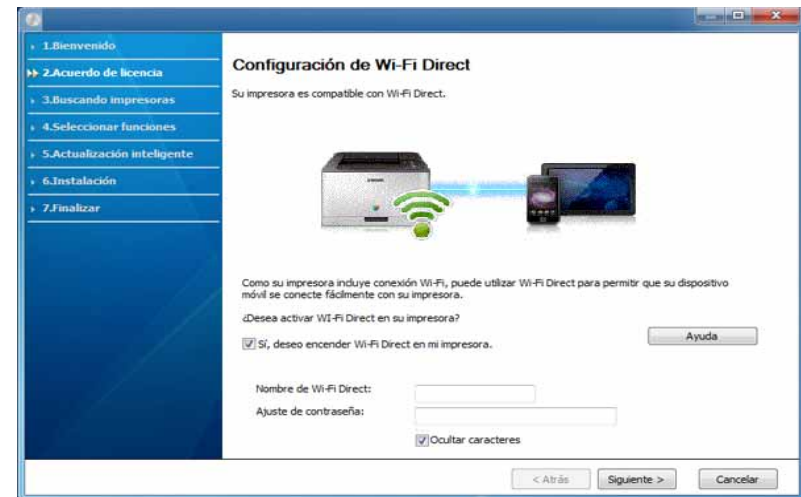 1.Bienvenido
2.Acuerdo de licencia
3.Buscando impresoras
4.Seleccionar funciones
5.Actualización inteligente
6.Instalación
7.Finalizar
Configuración de Wi-Fi Direct
Su impresora es compatible con Wi-Fi Direct.
Como su impresora incluye conexión Wi-Fi, puede utilizar Wi-Fi Direct para permitir que su dispositivo
móvil se conecte fácilmente con su impresora.
¿Desea activar WI-Fi Direct en su impresora?
Sí, deseo encender Wi-Fi Direct en mi impresora.
Ayuda
Nombre de Wi-Fi Direct:
Ajuste de contraseña:
Ocultar caracteres
< Atrás
Siguiente >
Cancelar